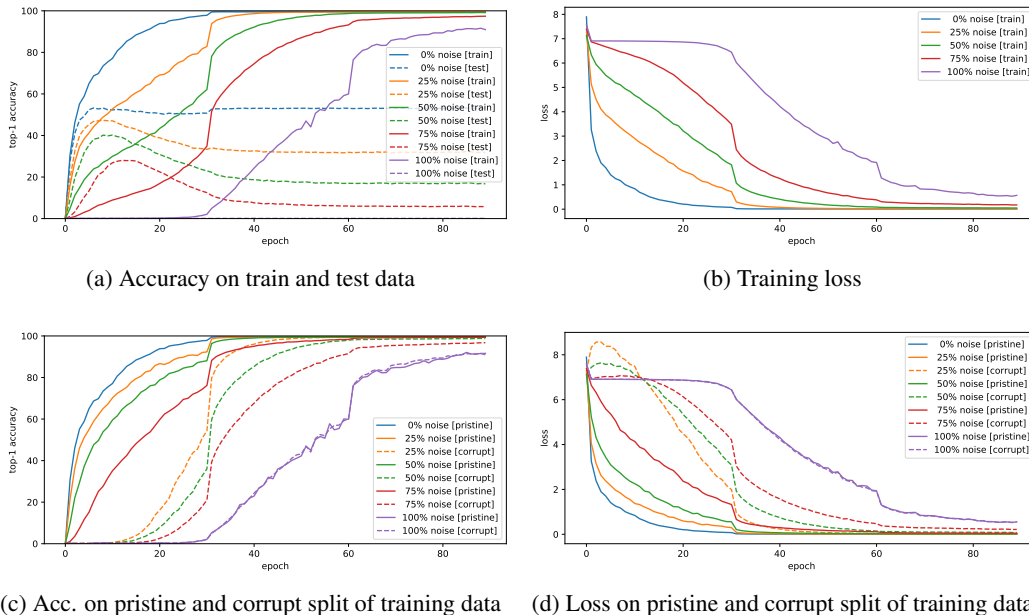 100
80
60
40
20
0
top-1 accuracy
0% noise [train]
0% noise [test]
25% noise [train]
25% noise [test]
50% noise [train]
50% noise [test]
75% noise [train]
75% noise [test]
100% noise [train]
100% noise [test]
0 20 40 60 80
epoch
(a) Accuracy on train and test data
8
7
6
5
4
3
2
1
0
loss
0% noise [train]
25% noise [train]
50% noise [train]
75% noise [train]
100% noise [train]
0 20 40 60 80
epoch
(b) Training loss
100
80
60
40
20
0
top-1 accuracy
0% noise [pristine]
25% noise [pristine]
25% noise [corrupt]
50% noise [pristine]
50% noise [corrupt]
75% noise [pristine]
75% noise [corrupt]
100% noise [pristine]
100% noise [corrupt]
0 20 40 60 80
epoch
(c) Acc. on pristine and corrupt split of training data
8
6
4
2
0
loss
0% noise [pristine]
25% noise [pristine]
25% noise [corrupt]
50% noise [pristine]
50% noise [corrupt]
75% noise [pristine]
75% noise [corrupt]
100% noise [pristine]
100% noise [corrupt]
0 20 40 60 80
epoch
(d) Loss on pristine and corrupt split of training data